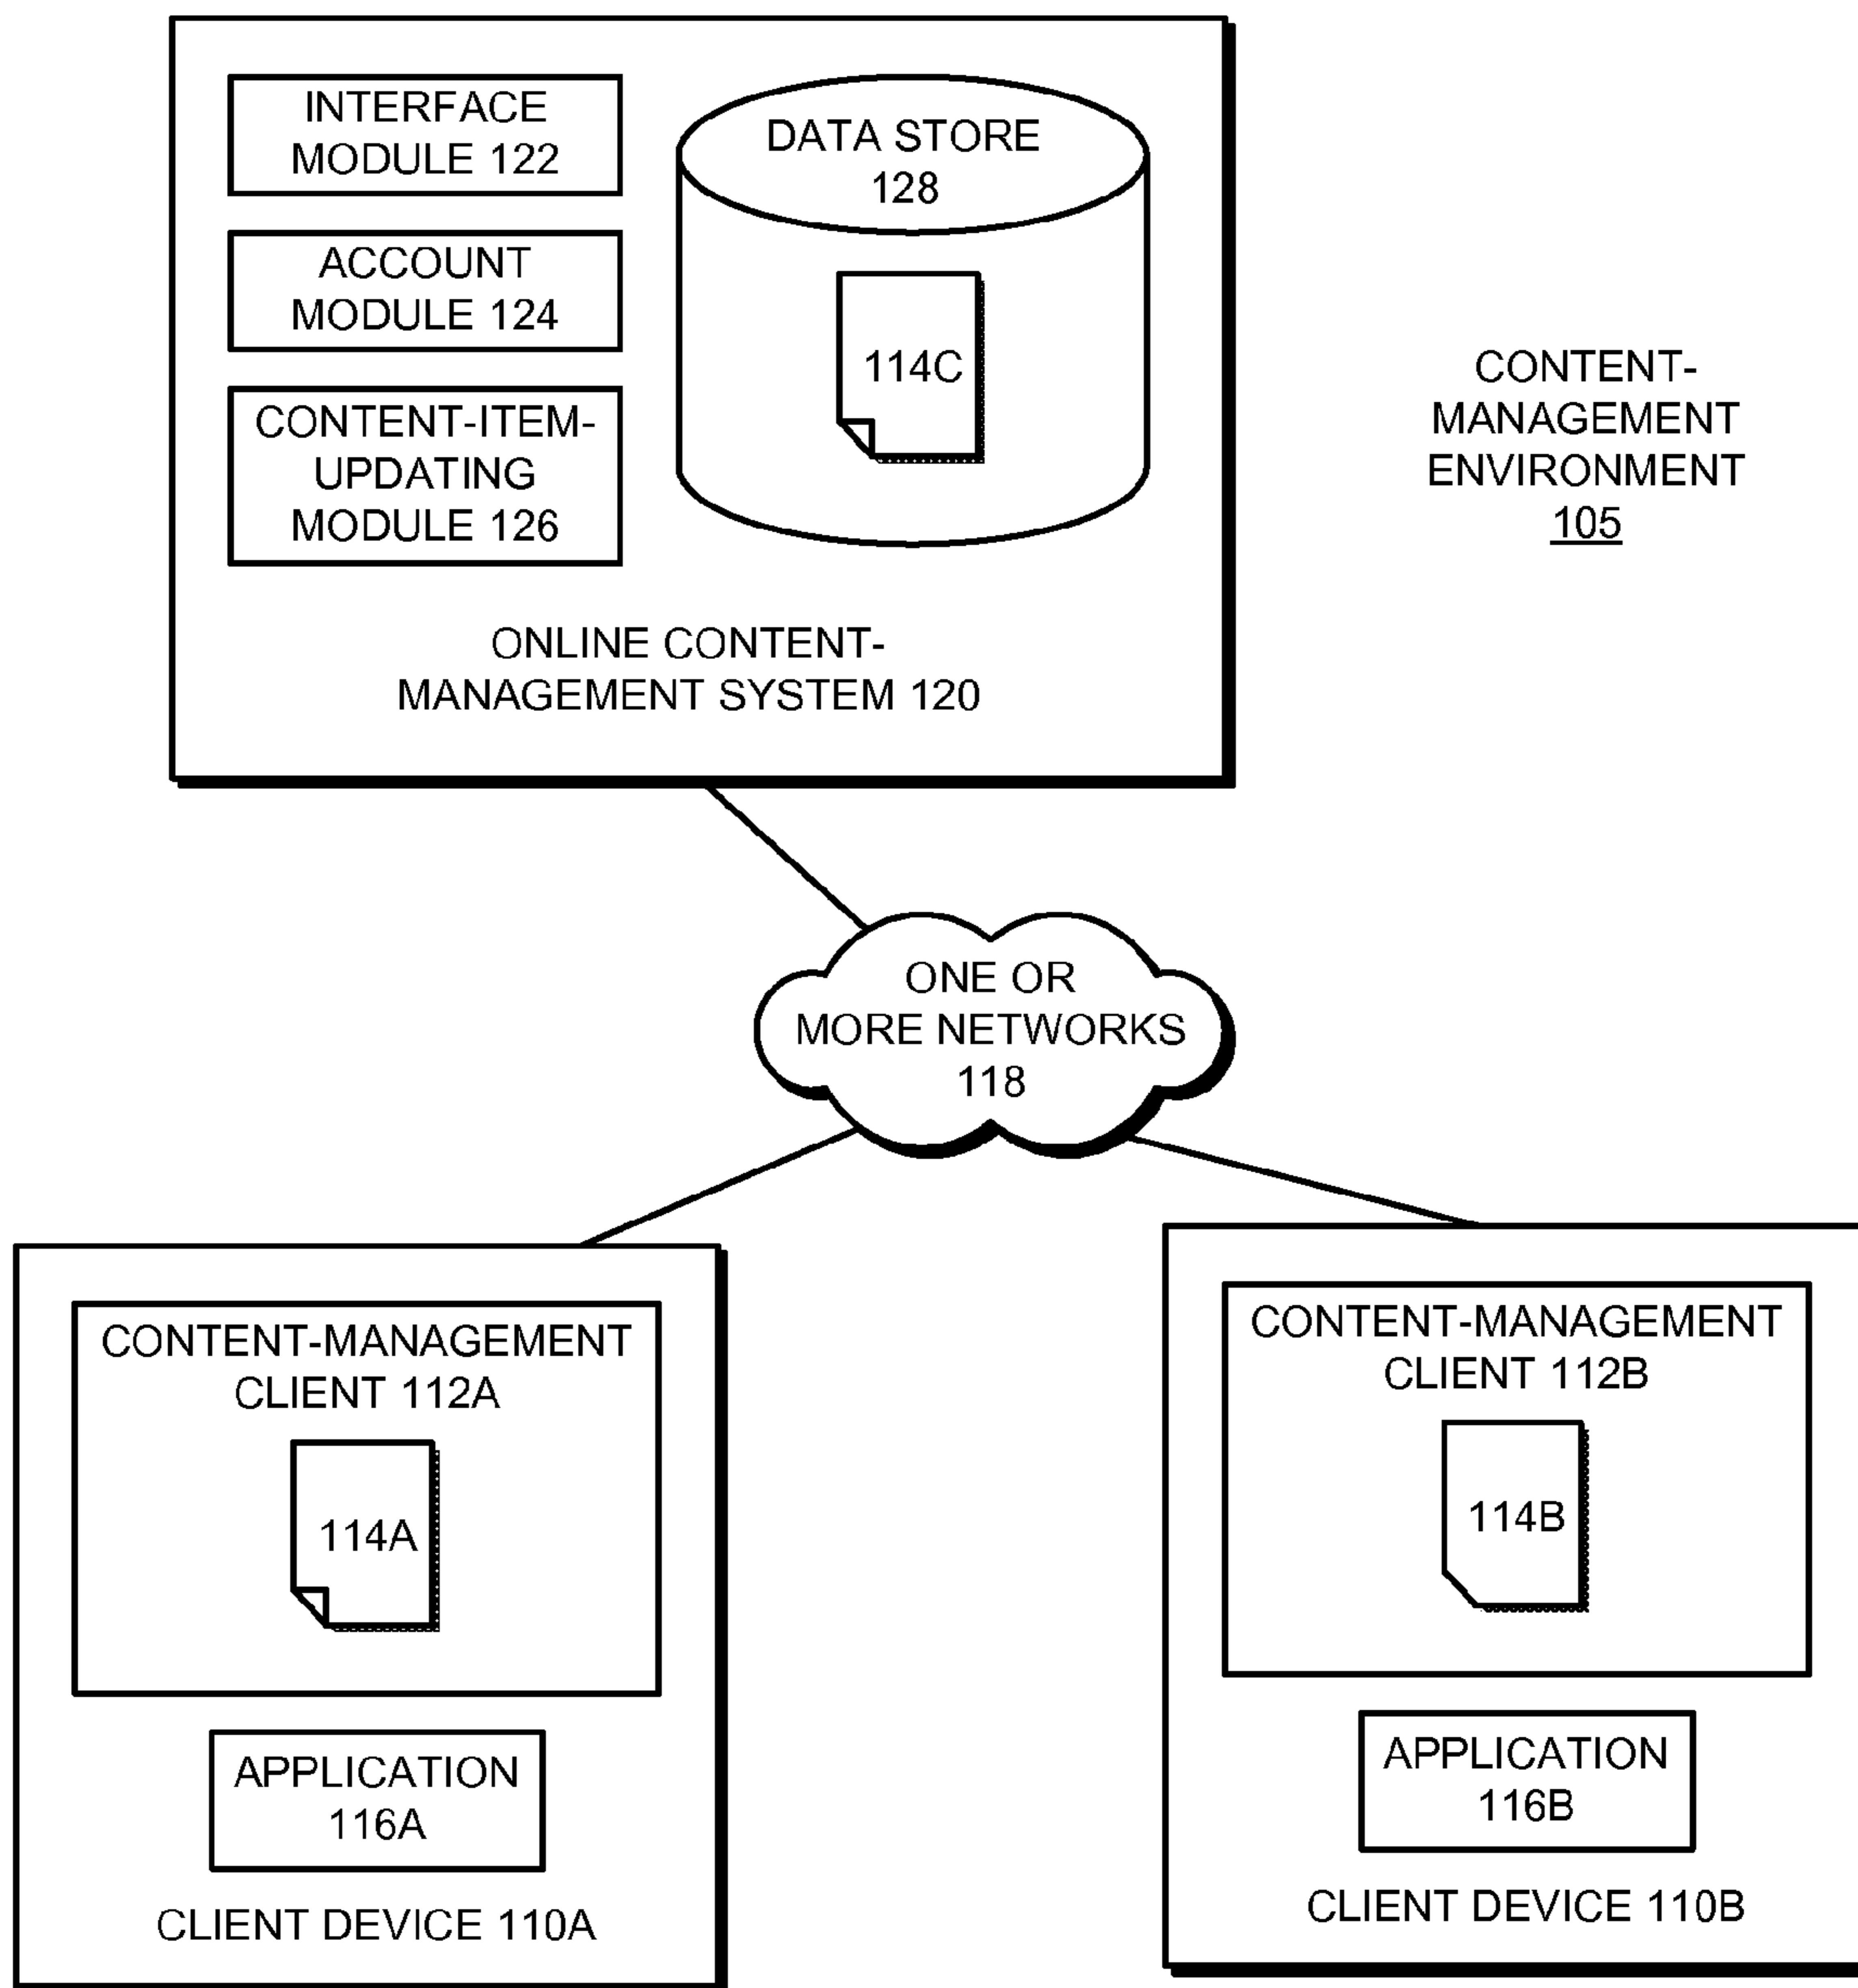 INTERFACE
MODULE 122
ACCOUNT
MODULE 124
CONTENT-ITEM-
UPDATING
MODULE 126
DATA STORE
128
114C
ONLINE CONTENT-
MANAGEMENT SYSTEM 120
CONTENT-
MANAGEMENT
ENVIRONMENT
105
ONE OR
MORE NETWORKS
118
CONTENT-MANAGEMENT
CLIENT 112A
114A
APPLICATION
116A
CLIENT DEVICE 110A
CONTENT-MANAGEMENT
CLIENT 112B
114B
APPLICATION
116B
CLIENT DEVICE 110B